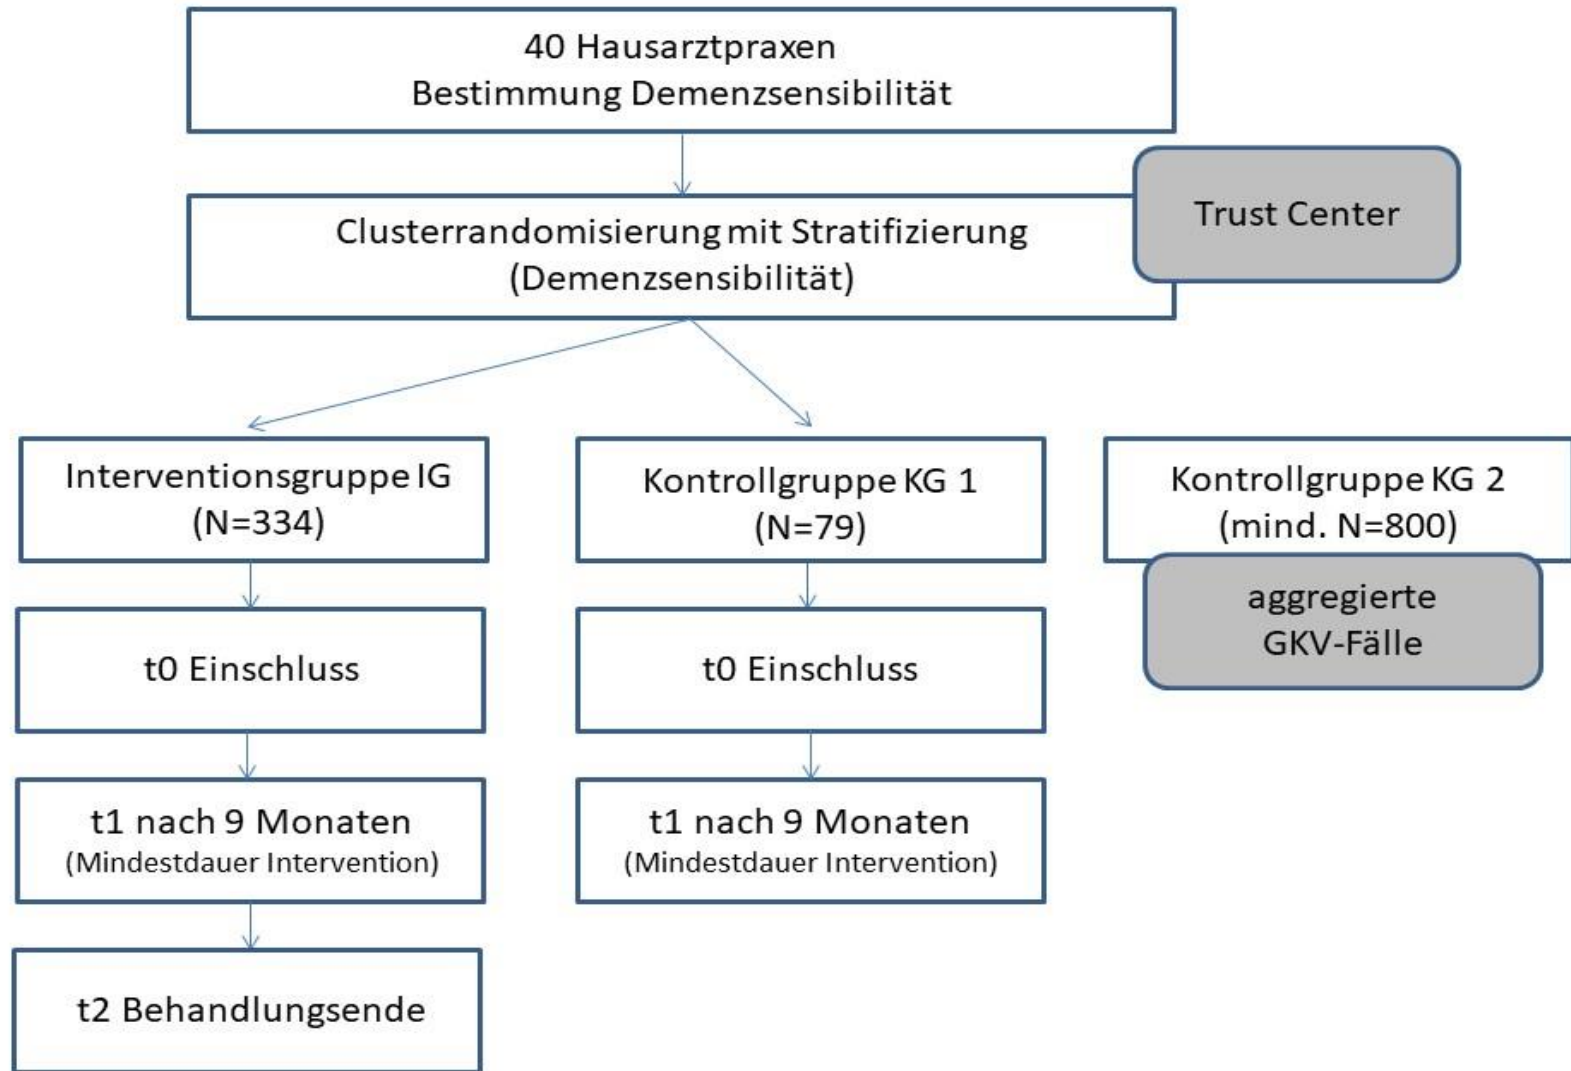 40 Hausarztpraxen
Bestimmung Demenzsensibilität
Clusterrandomisierung mit Stratifizierung
(Demenzsensibilität)
Trust Center
Interventionsgruppe IG
(N=334)
Kontrollgruppe KG 1
(N=79)
Kontrollgruppe KG 2
(mind. N=800)
aggregierte
GKV-Fälle
t0 Einschluss
t0 Einschluss
t1 nach 9 Monaten
(Mindestdauer Intervention)
t1 nach 9 Monaten
(Mindestdauer Intervention)
t2 Behandlungsende